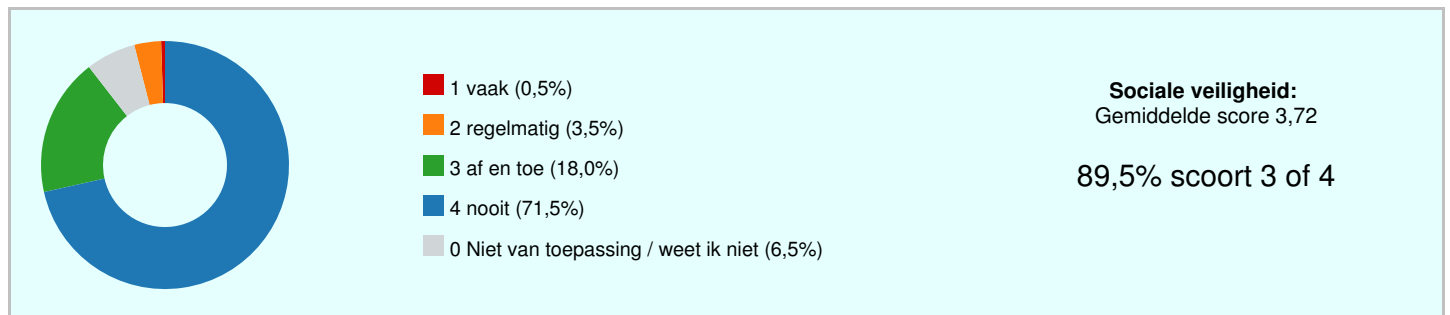 1 vaak (0,5%)
2 regelmatig (3,5%)
3 af en toe (18,0%)
4 nooit (71,5%)
0 Niet van toepassing / weet ik niet (6,5%)
Sociale veiligheid:
Gemiddelde score 3,72
89,5% scoort 3 of 4